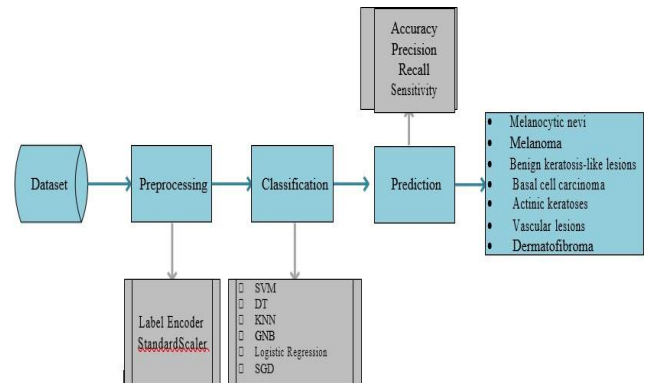 Accuracy
Precision
Recall
Sensitivity
Dataset
Preprocessing
Classification
Prediction
• Melanocytic nevi
• Melanoma
• Benign keratosis-like lesions
• Basal cell carcinoma
• Actinic keratoses
• Vascular lesions
• Dermatofibroma
Label Encoder
StandardScaler
SVM
DT
KNN
GNB
Logistic Regression
SGD